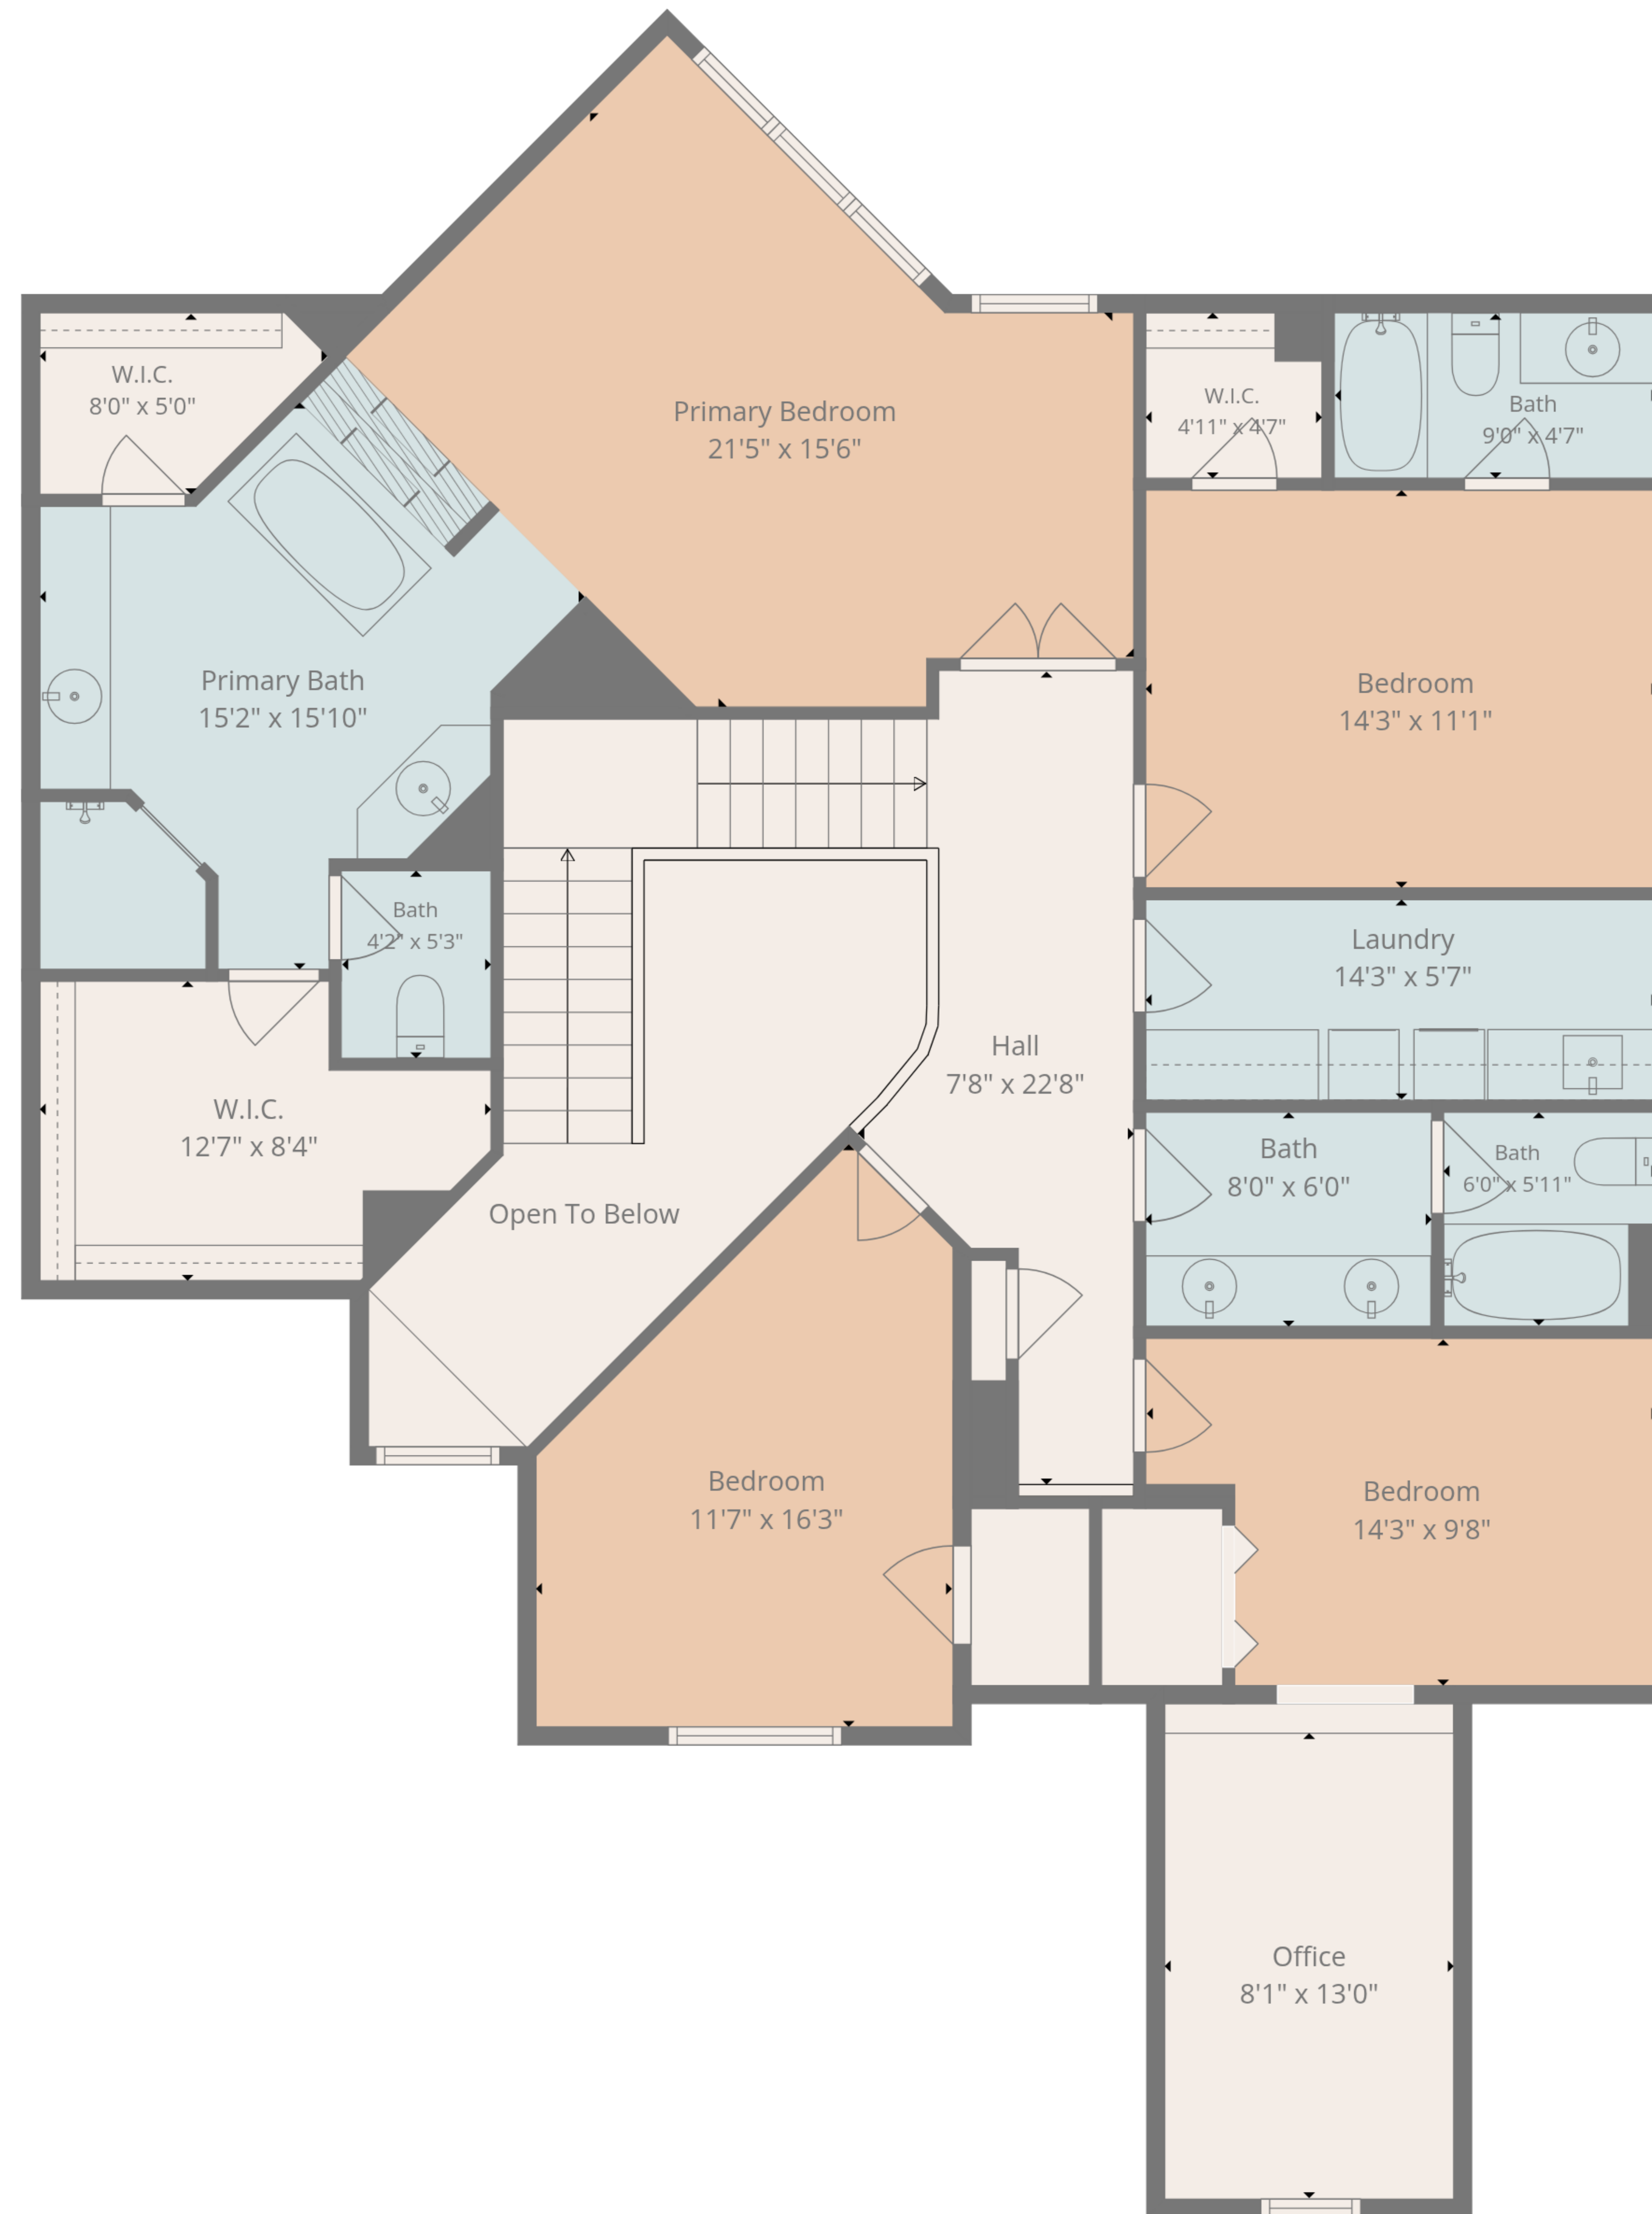 W.I.C.
8'0" x 5'0"
Primary Bedroom
21'5" x 15'6"
W.I.C.
4'11" x 4'7"
Bath
9'0" x 4'7"
Primary Bath
15'2" x 15'10"
Bedroom
14'3" x 11'1"
Bath
4'2" x 5'3"
Laundry
14'3" x 5'7"
Hall
7'8" x 22'8"
W.I.C.
12'7" x 8'4"
Bath
8'0" x 6'0"
Bath
6'0" x 5'11"
Open To Below
Bedroom
11'7" x 16'3"
Bedroom
14'3" x 9'8"
Office
8'1" x 13'0"